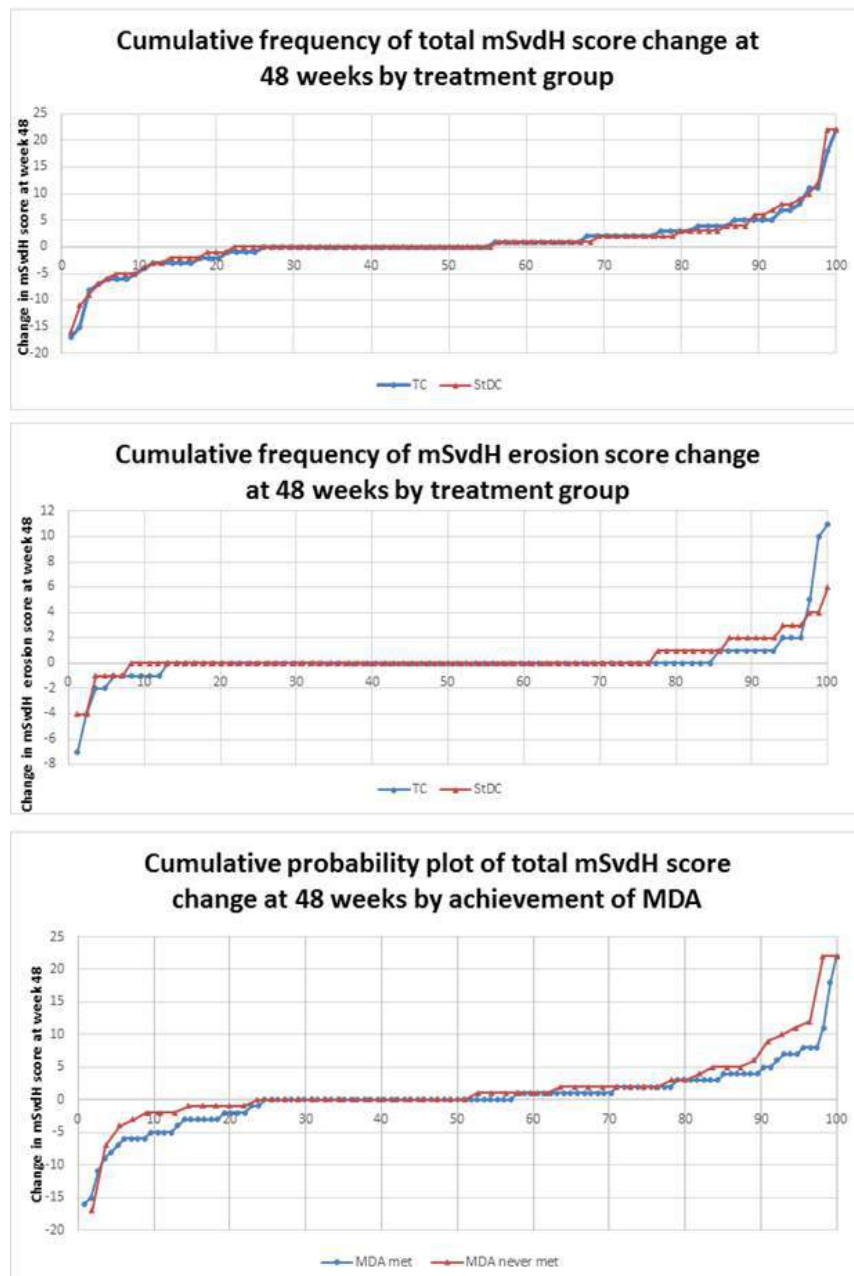 Cumulative frequency of total mSvdH score change at
48 weeks by treatment group
Change in mSvdH score at week 48
25
20
15
10
5
0
-5
-10
-15
-20
0 10 20 30 40 50 60 70 80 90 100
TC StDC
Cumulative frequency of mSvdH erosion score change
at 48 weeks by treatment group
Change in mSvdH erosion score at week 48
12
10
8
6
4
2
0
-2
-4
-6
-8
0 10 20 30 40 50 60 70 80 90 100
TC StDC
Cumulative probability plot of total mSvdH score
change at 48 weeks by achievement of MDA
Change in mSvdH score at week 48
25
20
15
10
5
0
-5
-10
-15
-20
0 10 20 30 40 50 60 70 80 90 100
MDA met MDA never met